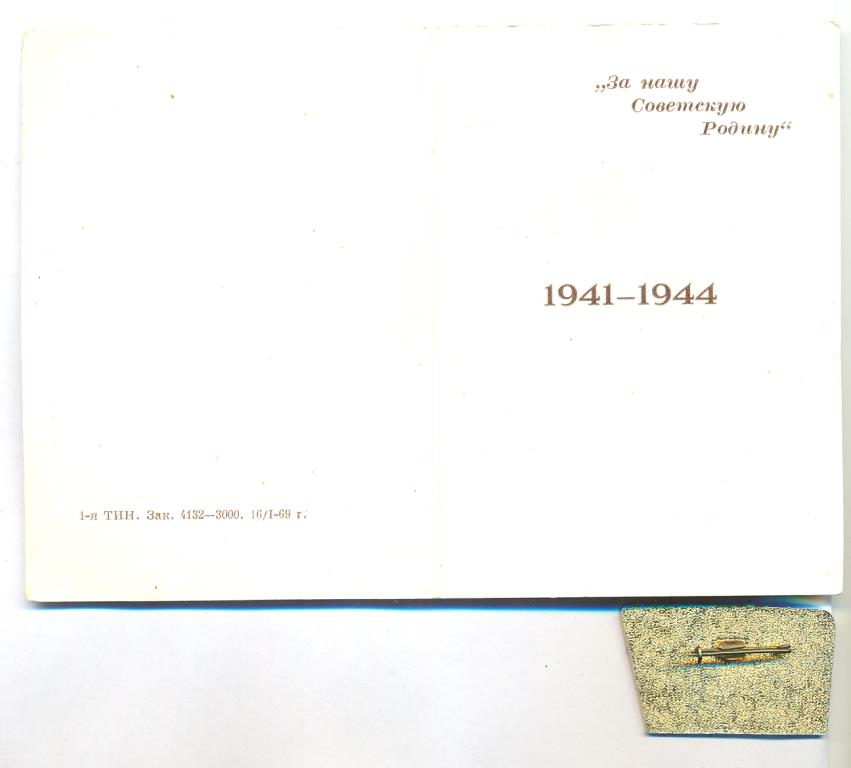 „За нашу
Советскую
Родину“
1941–1944
1-я ТИН. Зак. 4132—3000. 16/I-69 г.